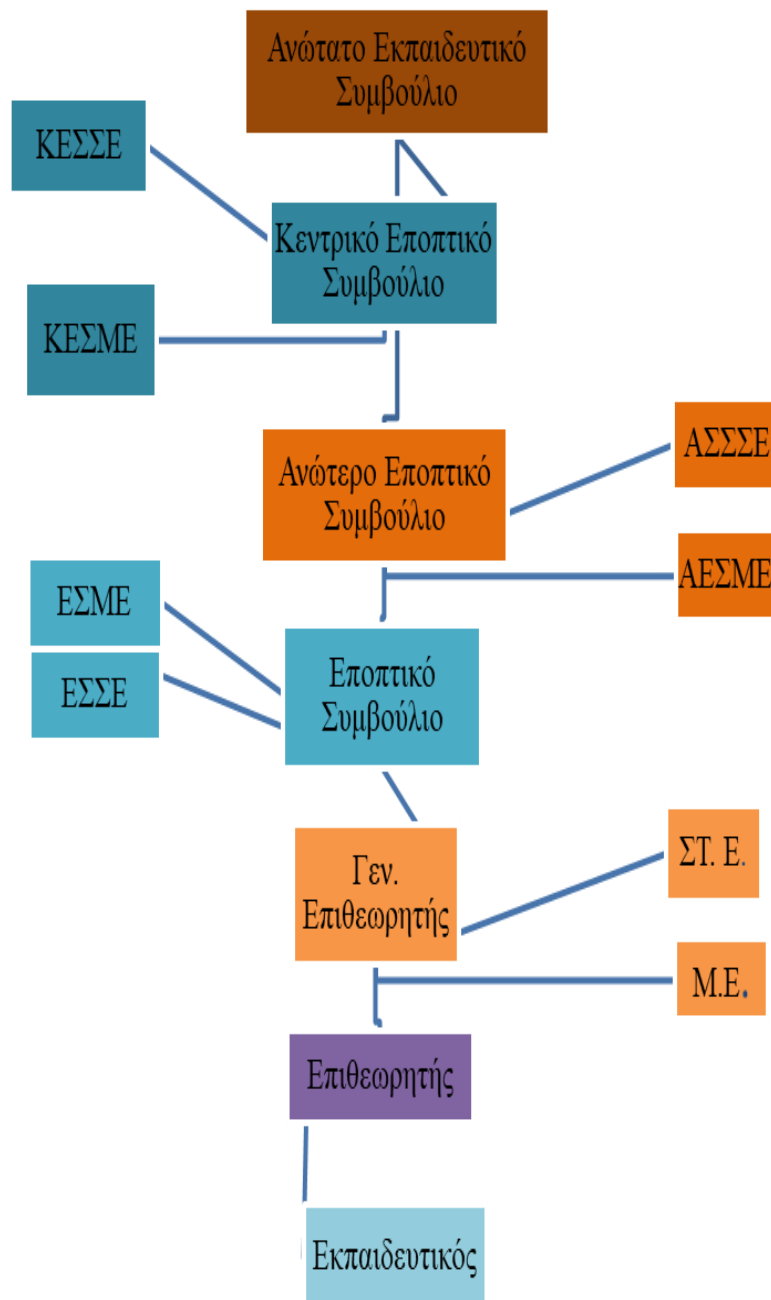 Ανώτατο Εκπαιδευτικό
Συμβούλιο
ΚΕΣΣΕ
Κεντρικό Εποπτικό
Συμβούλιο
ΚΕΣΜΕ
Ανώτερο Εποπτικό
Συμβούλιο
ΑΣΣΣΕ
ΑΕΣΜΕ
ΕΣΜΕ
ΕΣΣΕ
Εποπτικό
Συμβούλιο
Γεν.
Επιθεωρητής
ΣΤ. Ε.
Μ.Ε.
Επιθεωρητής
Εκπαιδευτικός